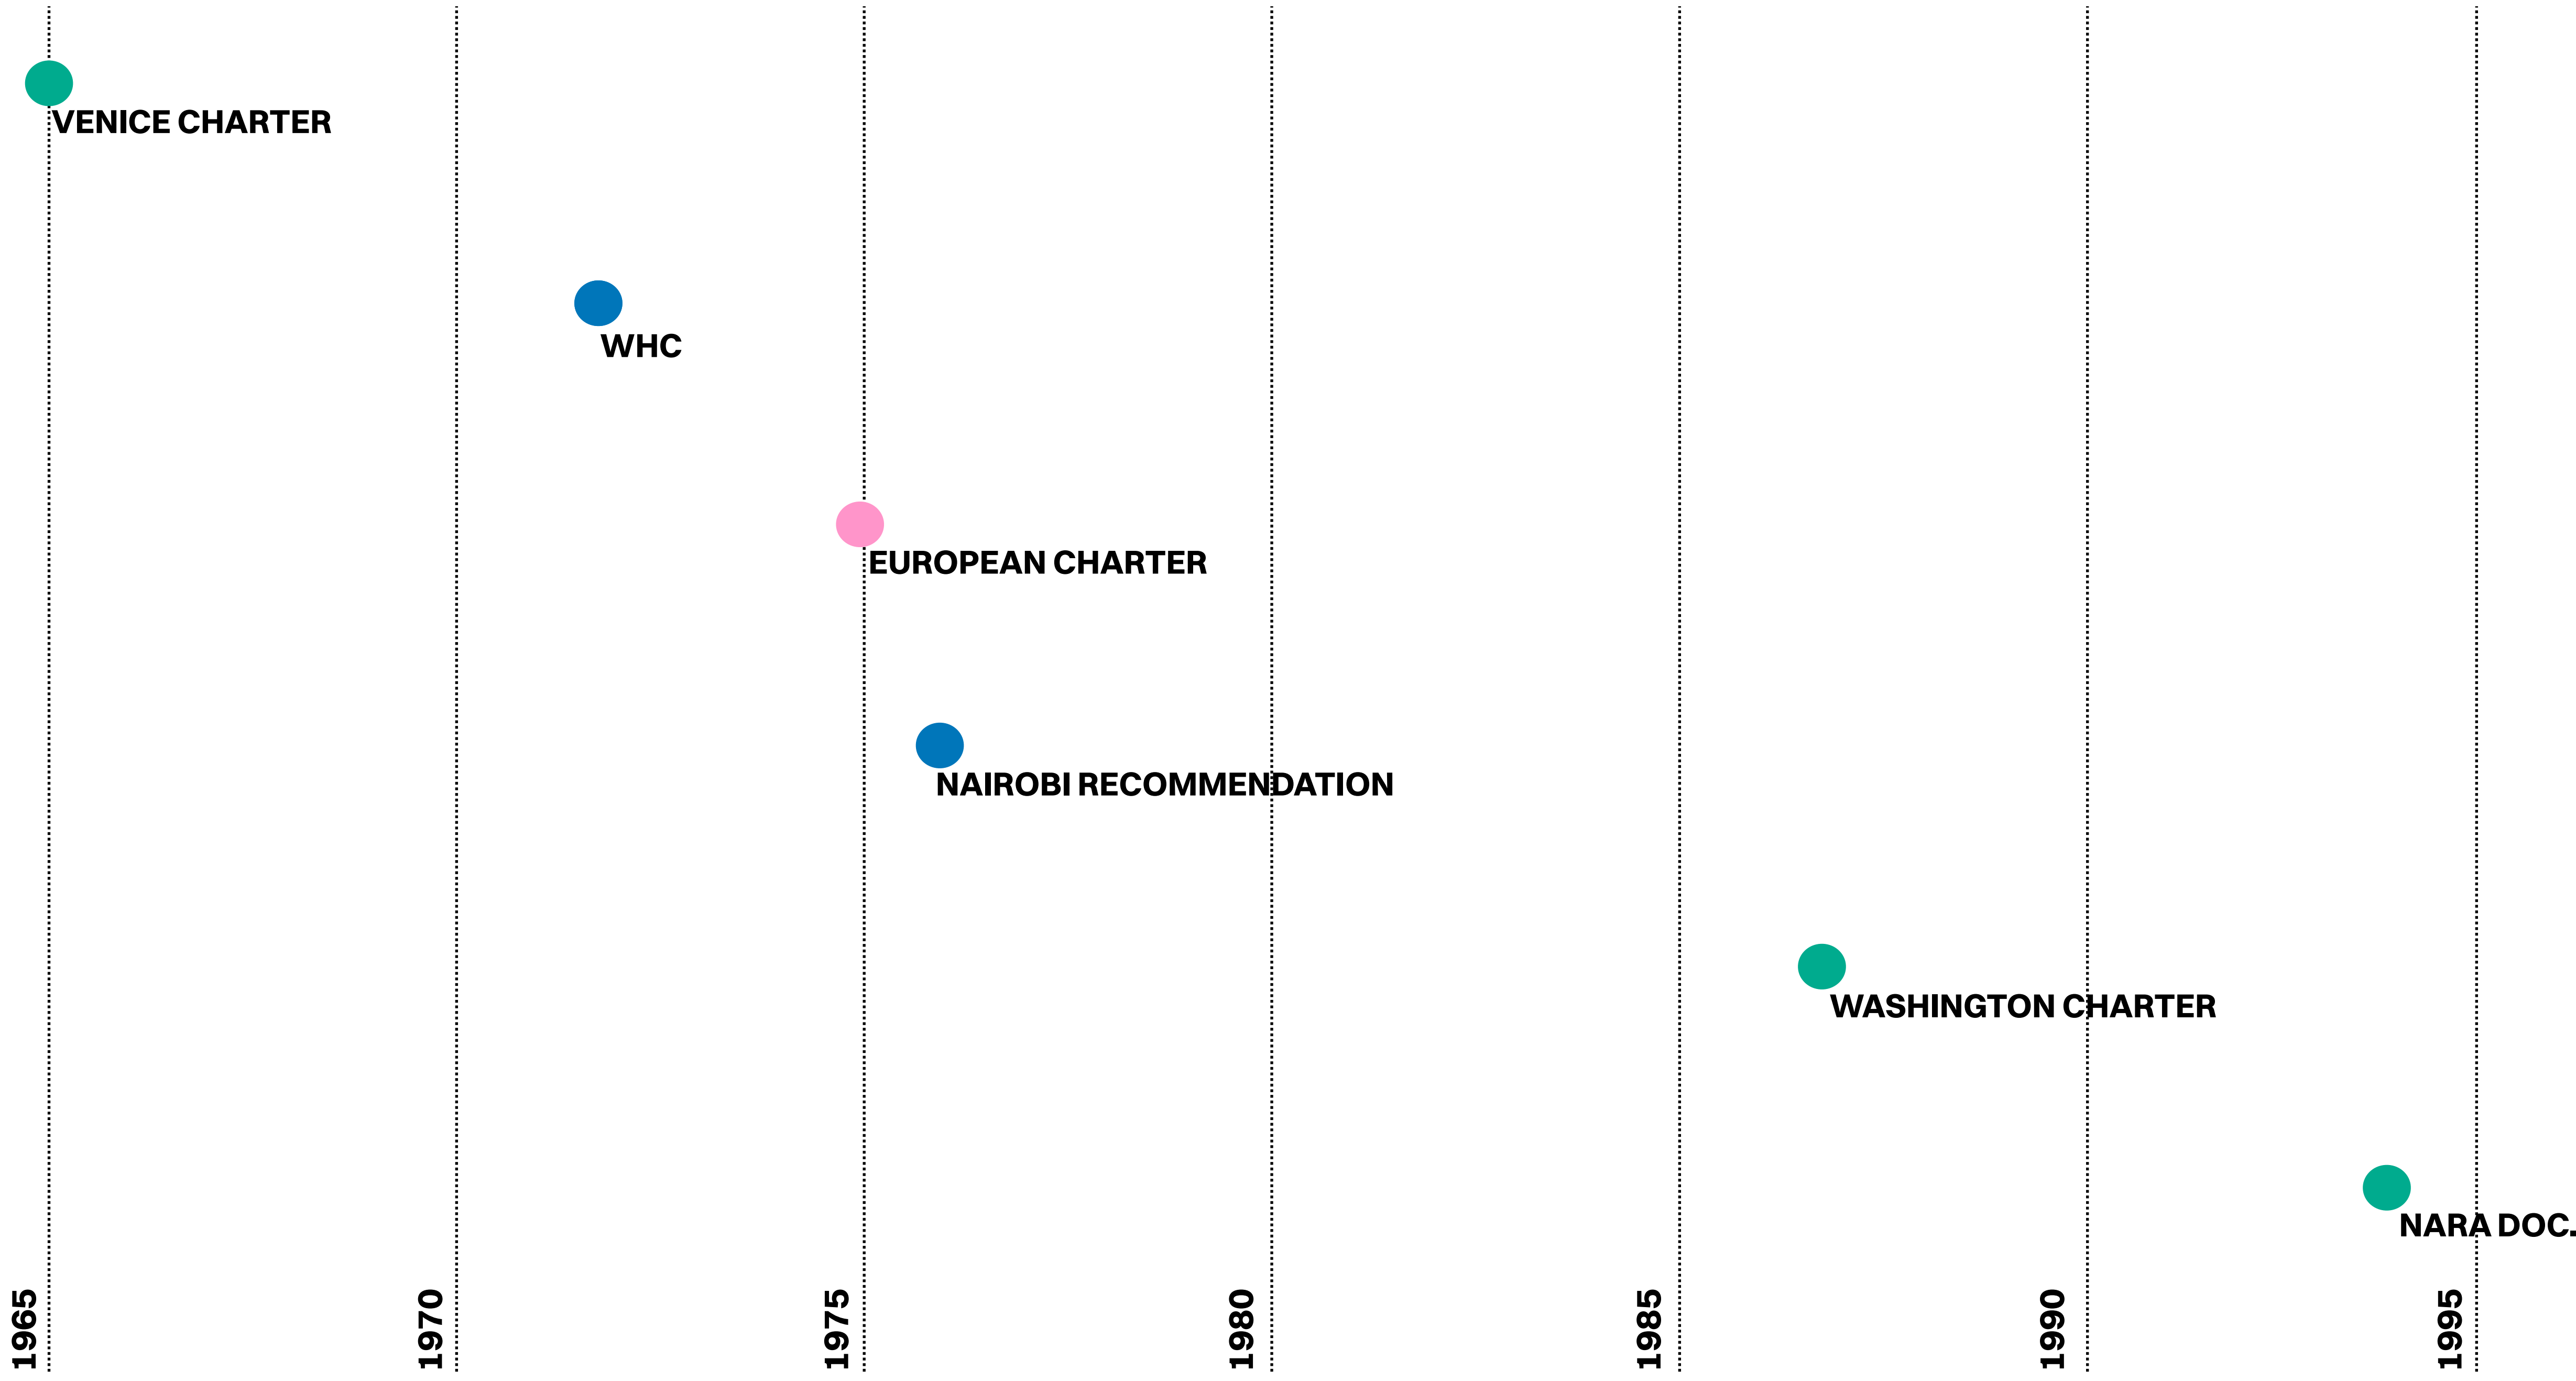 VENICE CHARTER
WHC
EUROPEAN CHARTER
NAIROBI RECOMMENDATION
WASHINGTON CHARTER
NARA DOC.
1965
1970
1975
1980
1985
1990
1995